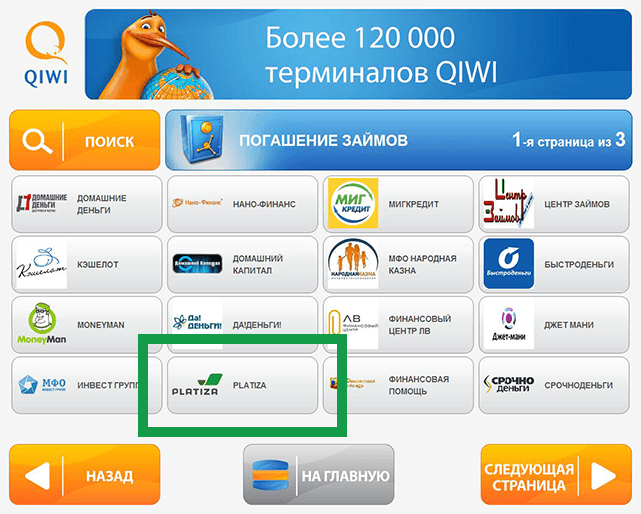 QIWI
Более 120 000
терминалов QIWI
ПОИСК
ПОГАШЕНИЕ ЗАЙМОВ
1-я страница из 3
ДОМАШНИЕ
ДЕНЬГИ
ДОМАШНИЕ
ДЕНЬГИ
Нано-Финанс
НАНО-ФИНАНС
МИГ
КРЕДИТ
МИГКРЕДИТ
Центр
Займов
ЦЕНТР ЗАЙМОВ
Кэшелот
КЭШЕЛОТ
Домашний Капитал
ДОМАШНИЙ
КАПИТАЛ
НАРОДНАЯ КАЗНА
МФО НАРОДНАЯ
КАЗНА
Быстроденьги
БЫСТРОДЕНЬГИ
MoneyMan
MONEYMAN
Да!
Деньги!
ДА!ДЕНЬГИ!
ЛВ
ФИНАНСОВЫЙ
ЦЕНТР
ФИНАНСОВЫЙ
ЦЕНТР ЛВ
Джет-мани
ДЖЕТ МАНИ
МФО
ИНВЕСТ ГРУПП
ИНВЕСТ ГРУПП
PLATIZA
PLATIZA
ФИНАНСОВАЯ
ПОМОЩЬ
СРОЧНО
ДЕНЬГИ
СРОЧНОДЕНЬГИ
НАЗАД
НА ГЛАВНУЮ
СЛЕДУЮЩАЯ
СТРАНИЦА